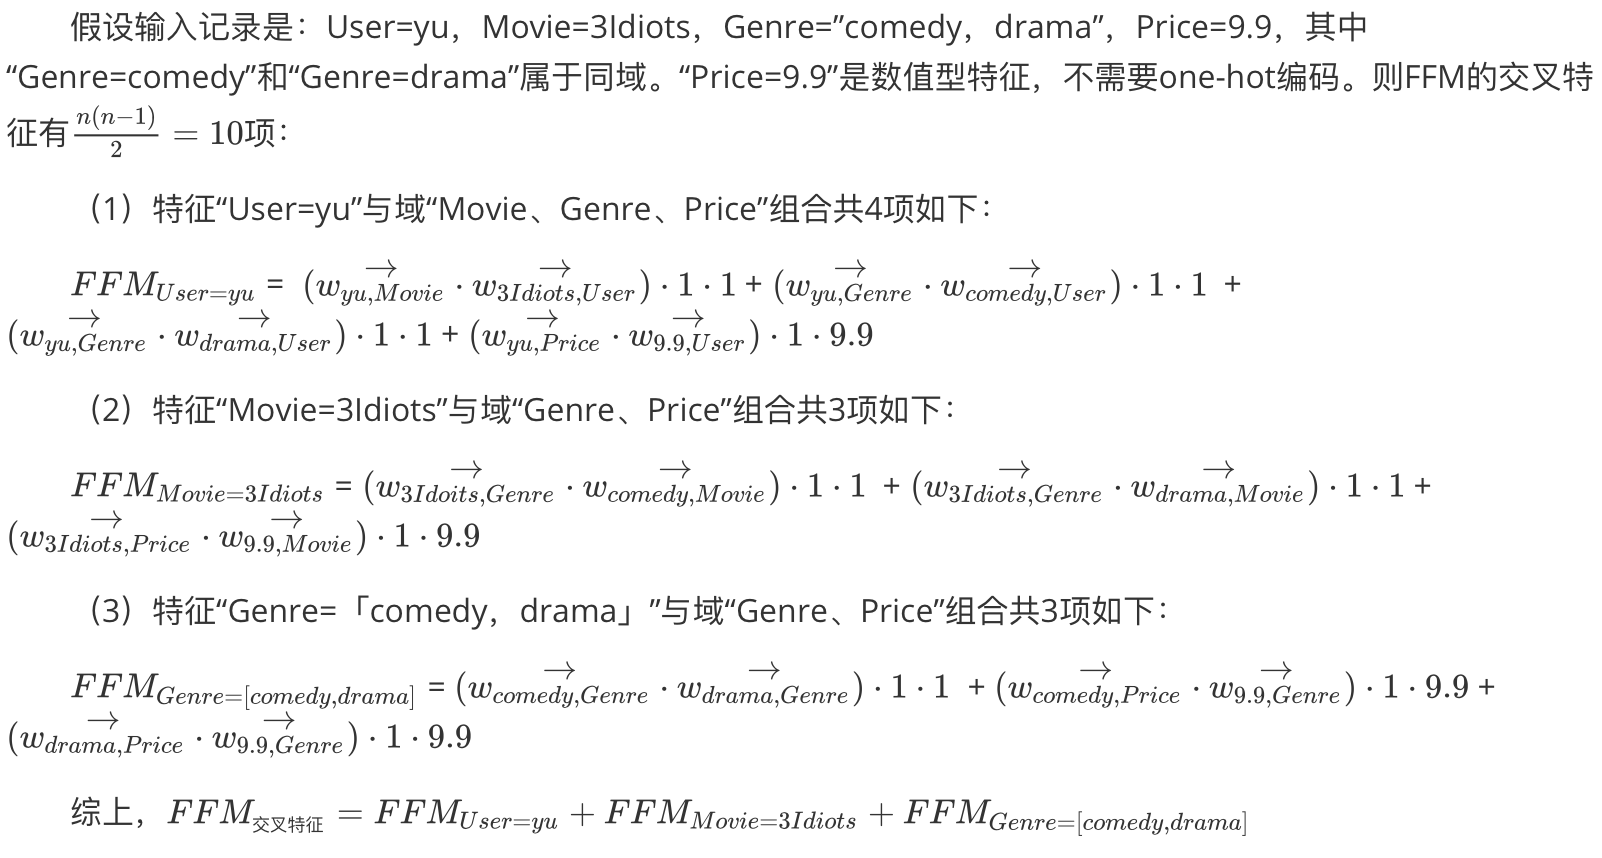 假设输入记录是：User=yu，Movie=3Idiots，Genre=”comedy，drama”，Price=9.9，其中
“Genre=comedy”和“Genre=drama”属于同域。“Price=9.9”是数值型特征，不需要one-hot编码。则FFM的交叉特
征有$\frac{n(n-1)}{2} = 10$项：
（1）特征“User=yu”与域“Movie、Genre、Price”组合共4项如下：
$FFM_{User=yu} = (\overrightarrow{w_{yu,Movie}} \cdot \overrightarrow{w_{3Idiots,User}}) \cdot 1 \cdot 1 + (\overrightarrow{w_{yu,Genre}} \cdot \overrightarrow{w_{comedy,User}}) \cdot 1 \cdot 1 +$
$(\overrightarrow{w_{yu,Genre}} \cdot \overrightarrow{w_{drama,User}}) \cdot 1 \cdot 1 + (\overrightarrow{w_{yu,Price}} \cdot \overrightarrow{w_{9.9,User}}) \cdot 1 \cdot 9.9$
（2）特征“Movie=3Idiots”与域“Genre、Price”组合共3项如下：
$FFM_{Movie=3Idiots} = (\overrightarrow{w_{3Idoits,Genre}} \cdot \overrightarrow{w_{comedy,Movie}}) \cdot 1 \cdot 1 + (\overrightarrow{w_{3Idiots,Genre}} \cdot \overrightarrow{w_{drama,Movie}}) \cdot 1 \cdot 1 +$
$(\overrightarrow{w_{3Idiots,Price}} \cdot \overrightarrow{w_{9.9,Movie}}) \cdot 1 \cdot 9.9$
（3）特征“Genre=「comedy，drama」”与域“Genre、Price”组合共3项如下：
$FFM_{Genre=[comedy,drama]} = (\overrightarrow{w_{comedy,Genre}} \cdot \overrightarrow{w_{drama,Genre}}) \cdot 1 \cdot 1 + (\overrightarrow{w_{comedy,Price}} \cdot \overrightarrow{w_{9.9,Genre}}) \cdot 1 \cdot 9.9 +$
$(\overrightarrow{w_{drama,Price}} \cdot \overrightarrow{w_{9.9,Genre}}) \cdot 1 \cdot 9.9$
综上，$FFM_{交叉特征} = FFM_{User=yu} + FFM_{Movie=3Idiots} + FFM_{Genre=[comedy,drama]}$